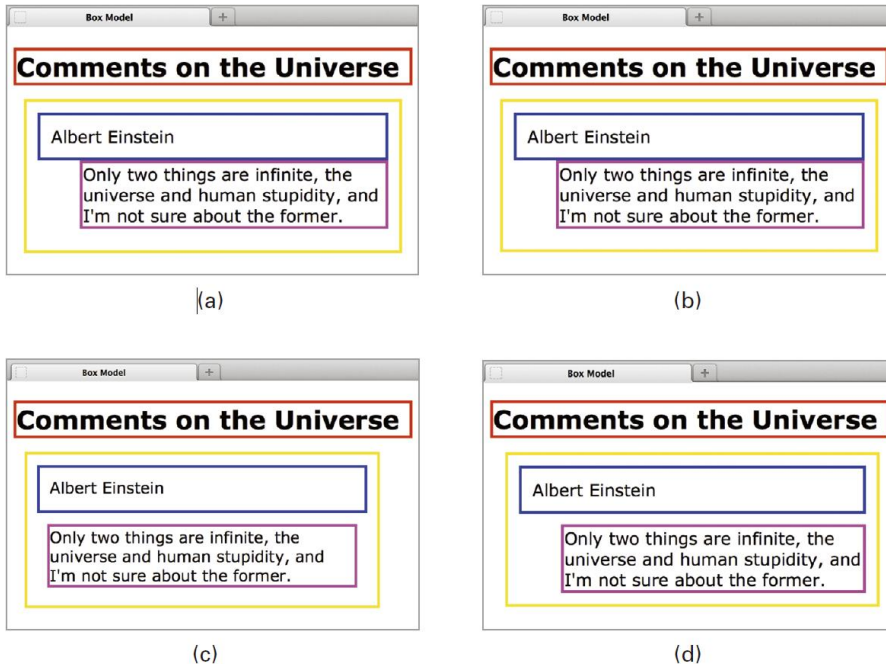 Box Model +
Comments on the Universe
Albert Einstein
Only two things are infinite, the
universe and human stupidity, and
I'm not sure about the former.
(a)
Box Model +
Comments on the Universe
Albert Einstein
Only two things are infinite, the
universe and human stupidity, and
I'm not sure about the former.
(b)
Box Model +
Comments on the Universe
Albert Einstein
Only two things are infinite, the
universe and human stupidity, and
I'm not sure about the former.
(c)
Box Model +
Comments on the Universe
Albert Einstein
Only two things are infinite, the
universe and human stupidity, and
I'm not sure about the former.
(d)